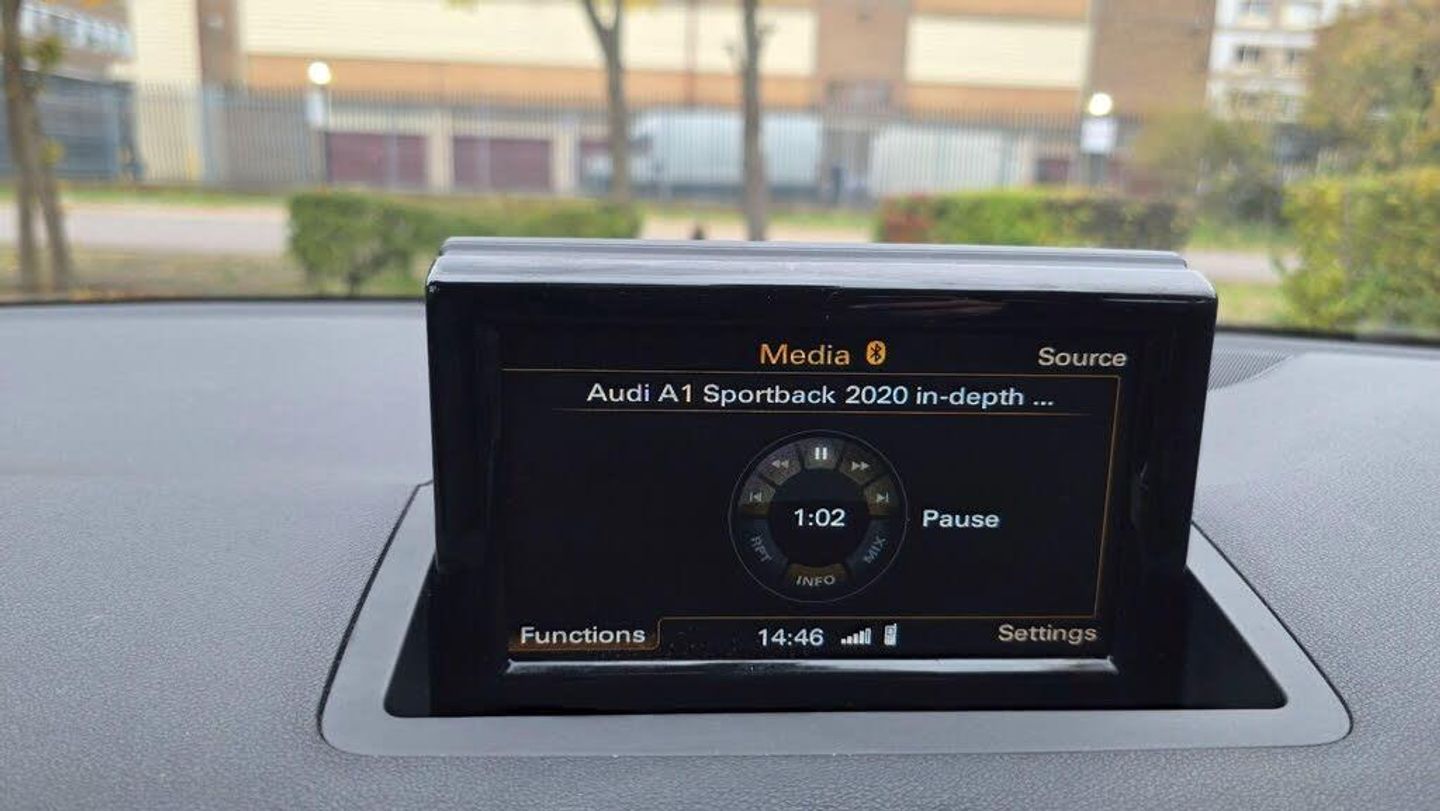 Media
Source
Audi A1 Sportback 2020 in-depth ...
1:02
Pause
RPT
MIX
INFO
Functions
14:46
Settings